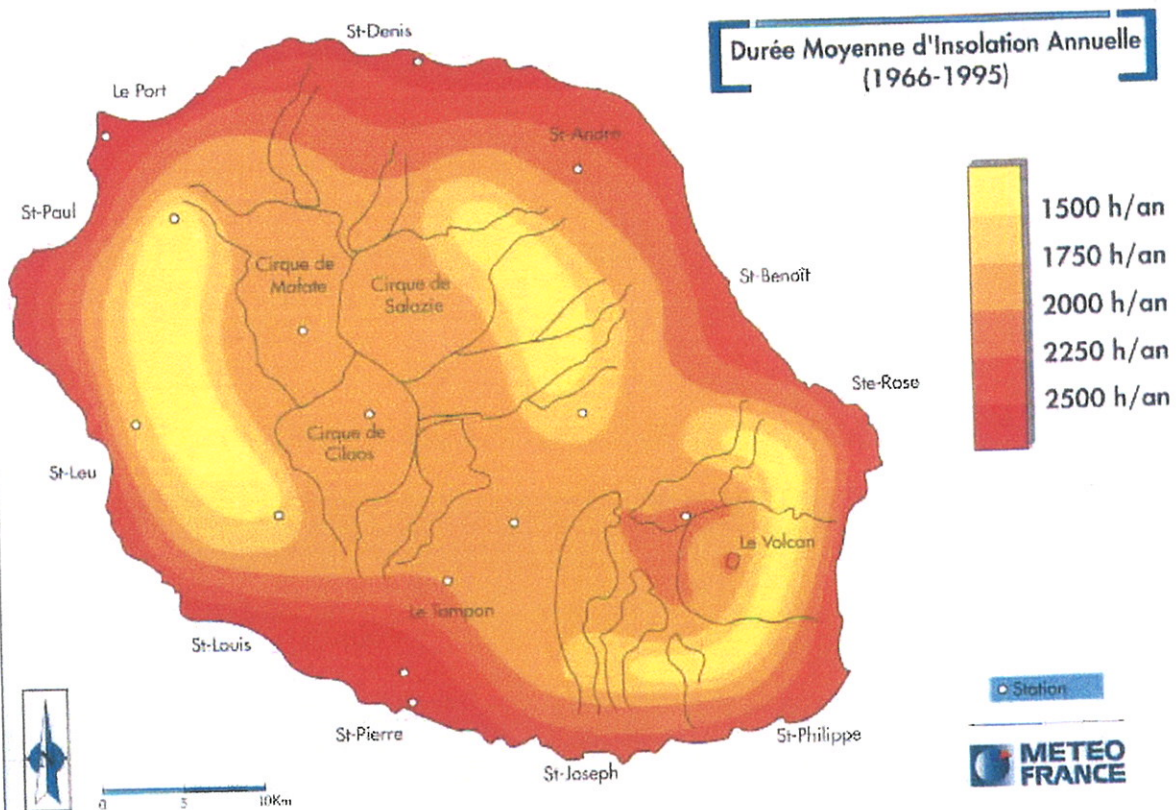 Durée Moyenne d'Insolation Annuelle
(1966-1995)
St-Denis
Le Port
St-André
St-Paul
Cirque de
Mafate
Cirque de
Salazie
St-Benoît
1500 h/an
1750 h/an
2000 h/an
2250 h/an
2500 h/an
Ste-Rose
Cirque de
Cilaos
St-Leu
Le Volcan
Le Tampon
St-Louis
St-Pierre
St-Joseph
St-Philippe
Station
N
0 5 10Km
METEO
FRANCE